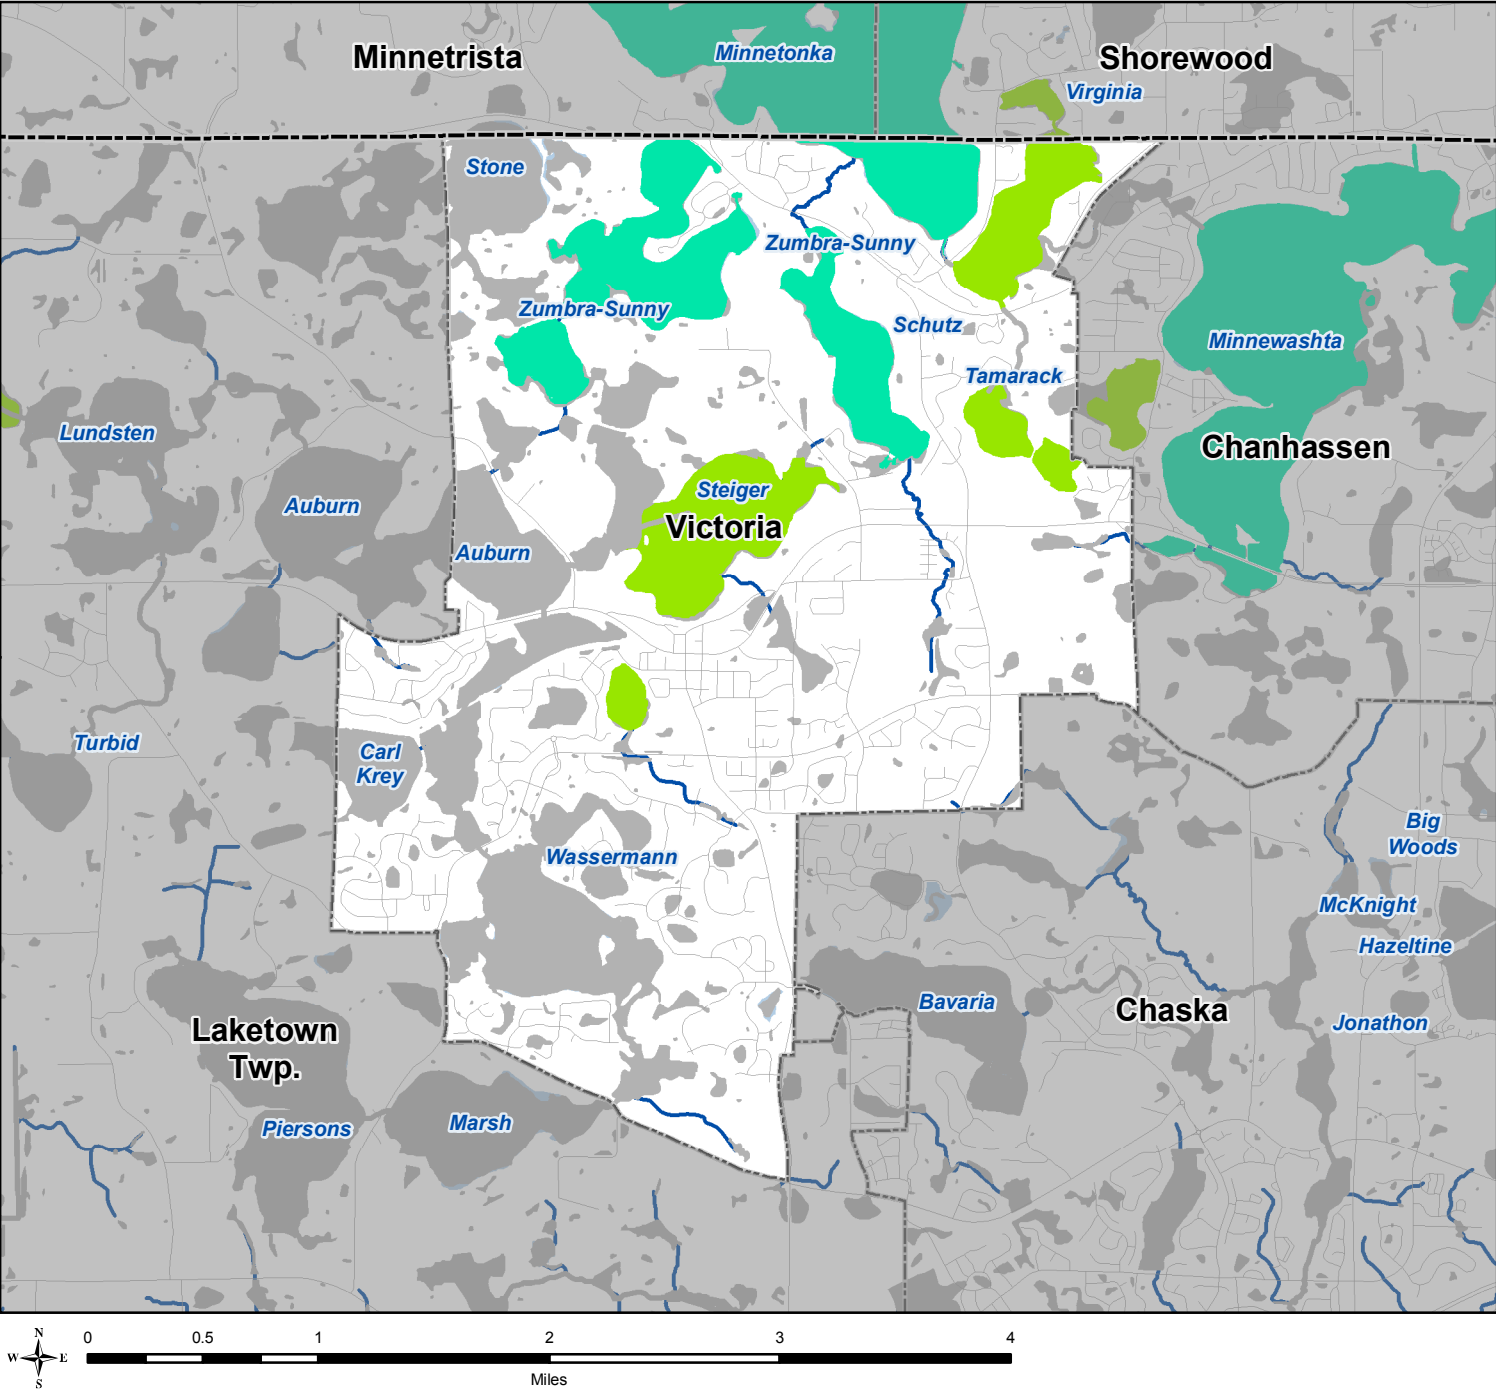 Minnetrista
Minnetonka
Shorewood
Virginia
Stone
Zumbra-Sunny
Zumbra-Sunny
Schutz
Minnewashta
Tamarack
Lundsten
Chanhassen
Steiger
Auburn
Victoria
Auburn
Turbid
Carl
Krey
Big
Woods
Wassermann
McKnight
Hazeltine
Bavaria
Chaska
Jonathon
Laketown
Twp.
Piersons
Marsh
N
W E
S
0 0.5 1 2 3 4
Miles